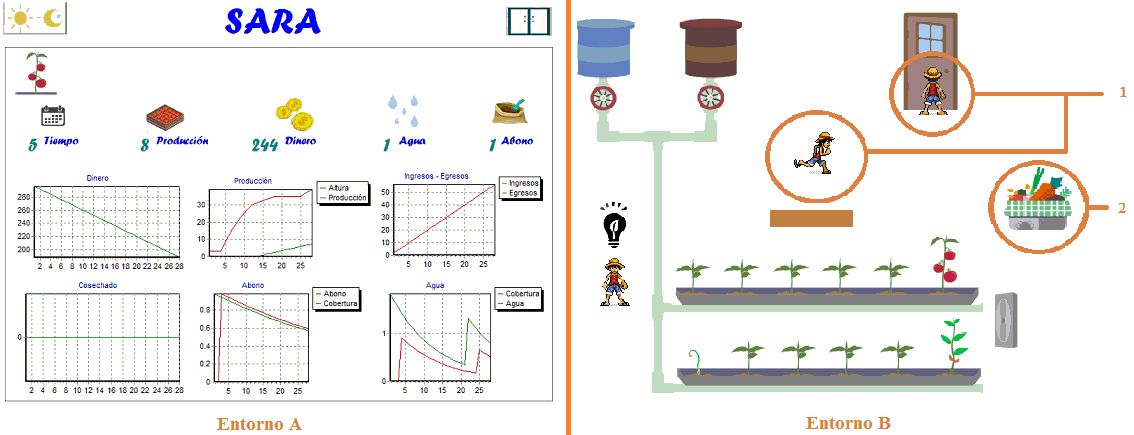 SARA
5 Tiempo
8 Producción
244 Dinero
1 Agua
1 Abono
Dinero
280
260
240
220
200
2 4 6 8 10 12 14 16 18 20 22 24 26 28
Producción
30
20
10
0
5 10 15 20 25
Altura
Producción
Ingresos - Egresos
50
40
30
20
10
0
5 10 15 20 25
Ingresos
Egresos
Cosechado
0
2 4 6 8 10 12 14 16 18 20 22 24 26 28
Abono
0.8
0.6
0.4
0.2
0
5 10 15 20 25
Abono
Cobertura
Agua
1
0
5 10 15 20 25
Cobertura
Agua
Entorno A
1
2
Entorno B